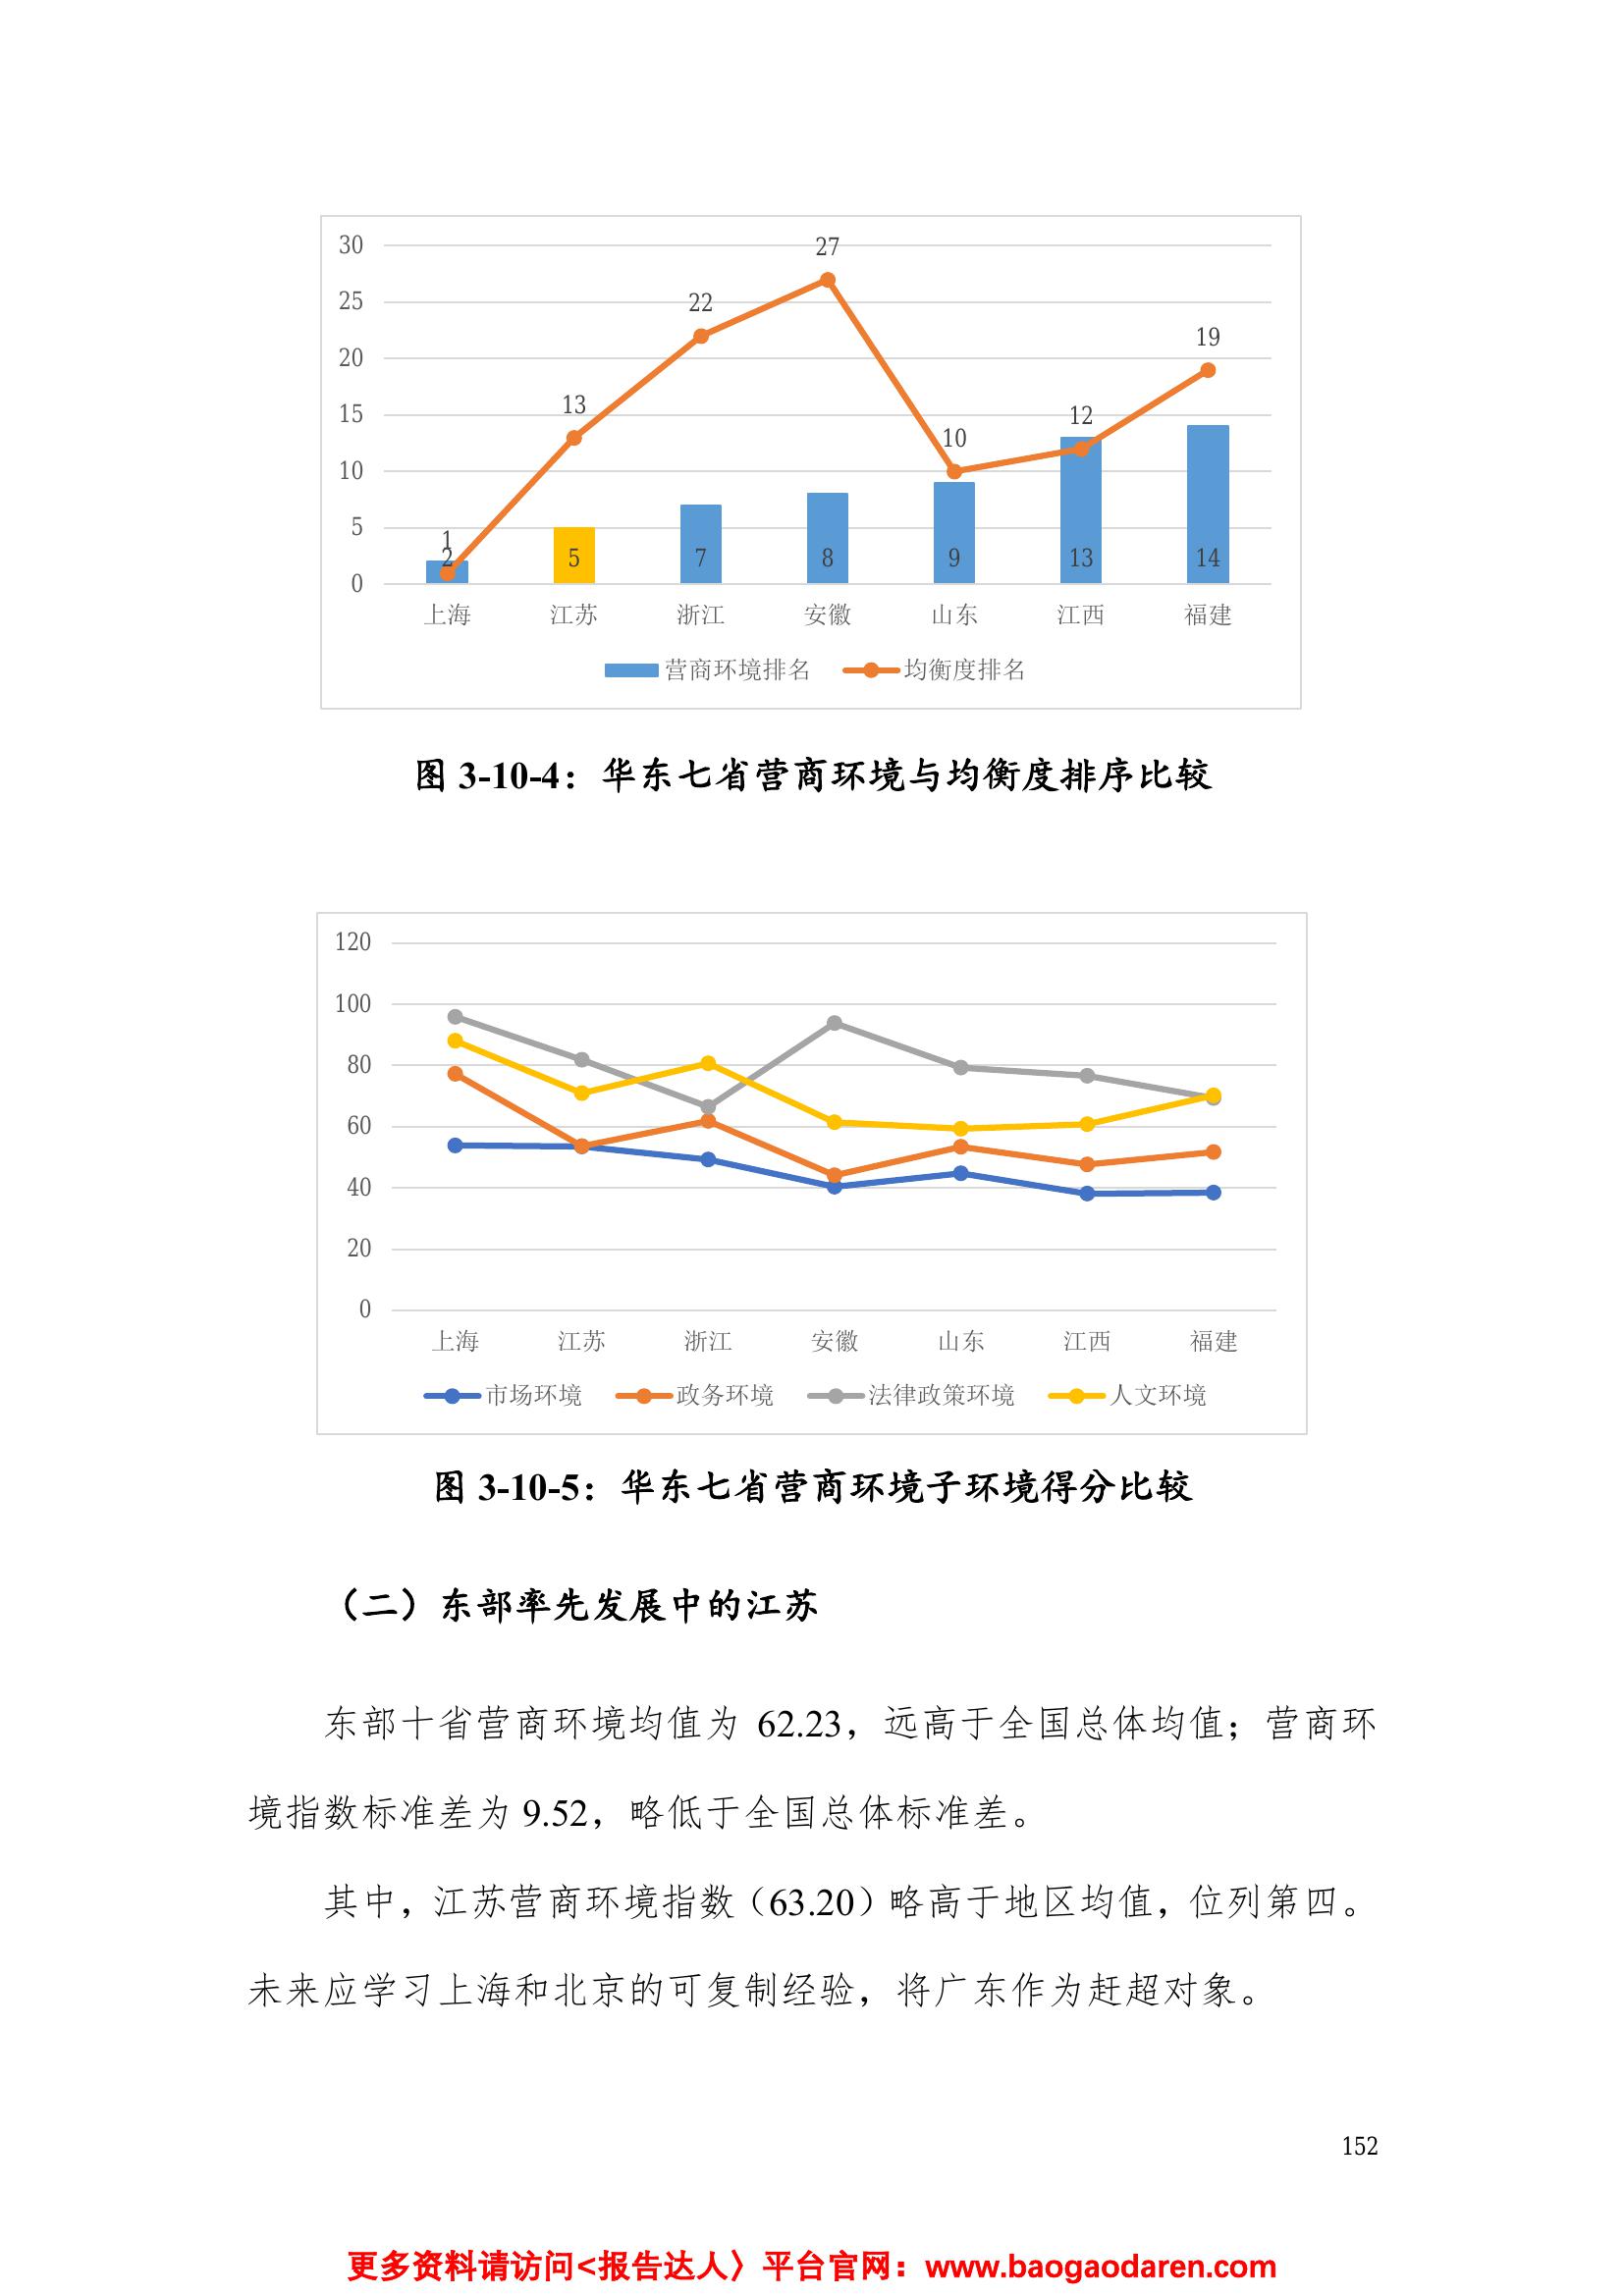 30
25
20
15
10
5
0
1
13
22
27
10
12
19
2
5
7
8
9
13
14
上海 江苏 浙江 安徽 山东 江西 福建
营商环境排名 均衡度排名
图 3-10-4：华东七省营商环境与均衡度排序比较
120
100
80
60
40
20
0
上海 江苏 浙江 安徽 山东 江西 福建
市场环境 政务环境 法律政策环境 人文环境
图 3-10-5：华东七省营商环境子环境得分比较
（二）东部率先发展中的江苏
东部十省营商环境均值为 62.23，远高于全国总体均值；营商环
境指数标准差为 9.52，略低于全国总体标准差。
其中，江苏营商环境指数（63.20）略高于地区均值，位列第四。
未来应学习上海和北京的可复制经验，将广东作为赶超对象。
152
更多资料请访问<报告达人〉平台官网：www.baogaodaren.com